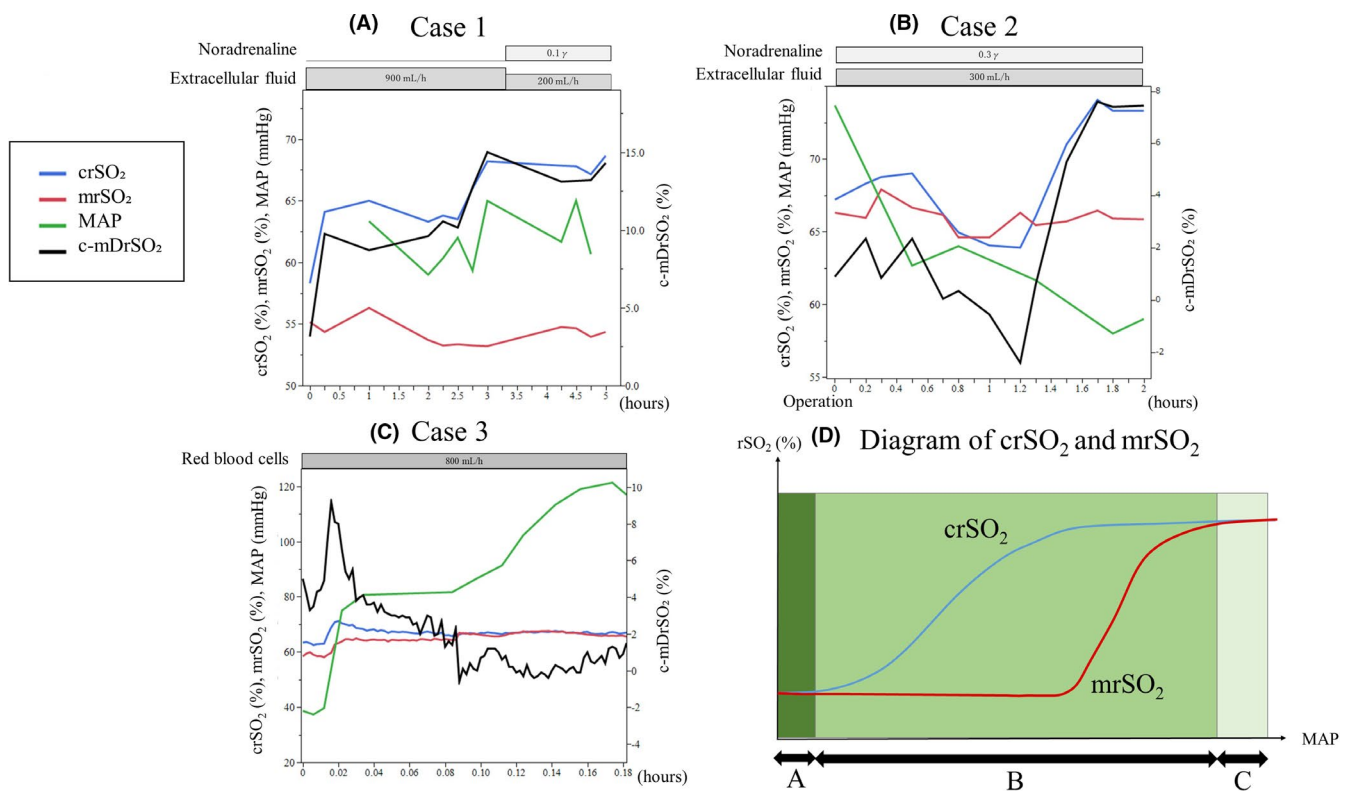 (A) Case 1
Noradrenaline
0.1 γ
Extracellular fluid
900 mL/h
200 mL/h
crSO₂ (%), mrSO₂ (%), MAP (mmHg)
70
65
60
55
50
15.0
10.0
5.0
0.0
c-mDrSO₂ (%)
0 0.5 1 2 2.5 3 3.5 4 4.5 5
(hours)
crSO₂
mrSO₂
MAP
c-mDrSO₂
(B) Case 2
Noradrenaline
0.3 γ
Extracellular fluid
300 mL/h
crSO₂ (%), mrSO₂ (%), MAP (mmHg)
70
65
60
55
8
6
4
2
0
-2
c-mDrSO₂ (%)
0 0.2 0.4 0.6 0.8 1 1.2 1.4 1.6 1.8 2
Operation
(hours)
(C) Case 3
Red blood cells
800 mL/h
crSO₂ (%), mrSO₂ (%), MAP (mmHg)
120
100
80
60
40
20
10
8
6
4
2
0
-2
-4
c-mDrSO₂ (%)
0 0.02 0.04 0.06 0.08 0.10 0.12 0.14 0.16 0.18
(hours)
rSO₂ (%)
(D) Diagram of crSO₂ and mrSO₂
crSO₂
mrSO₂
MAP
A B C